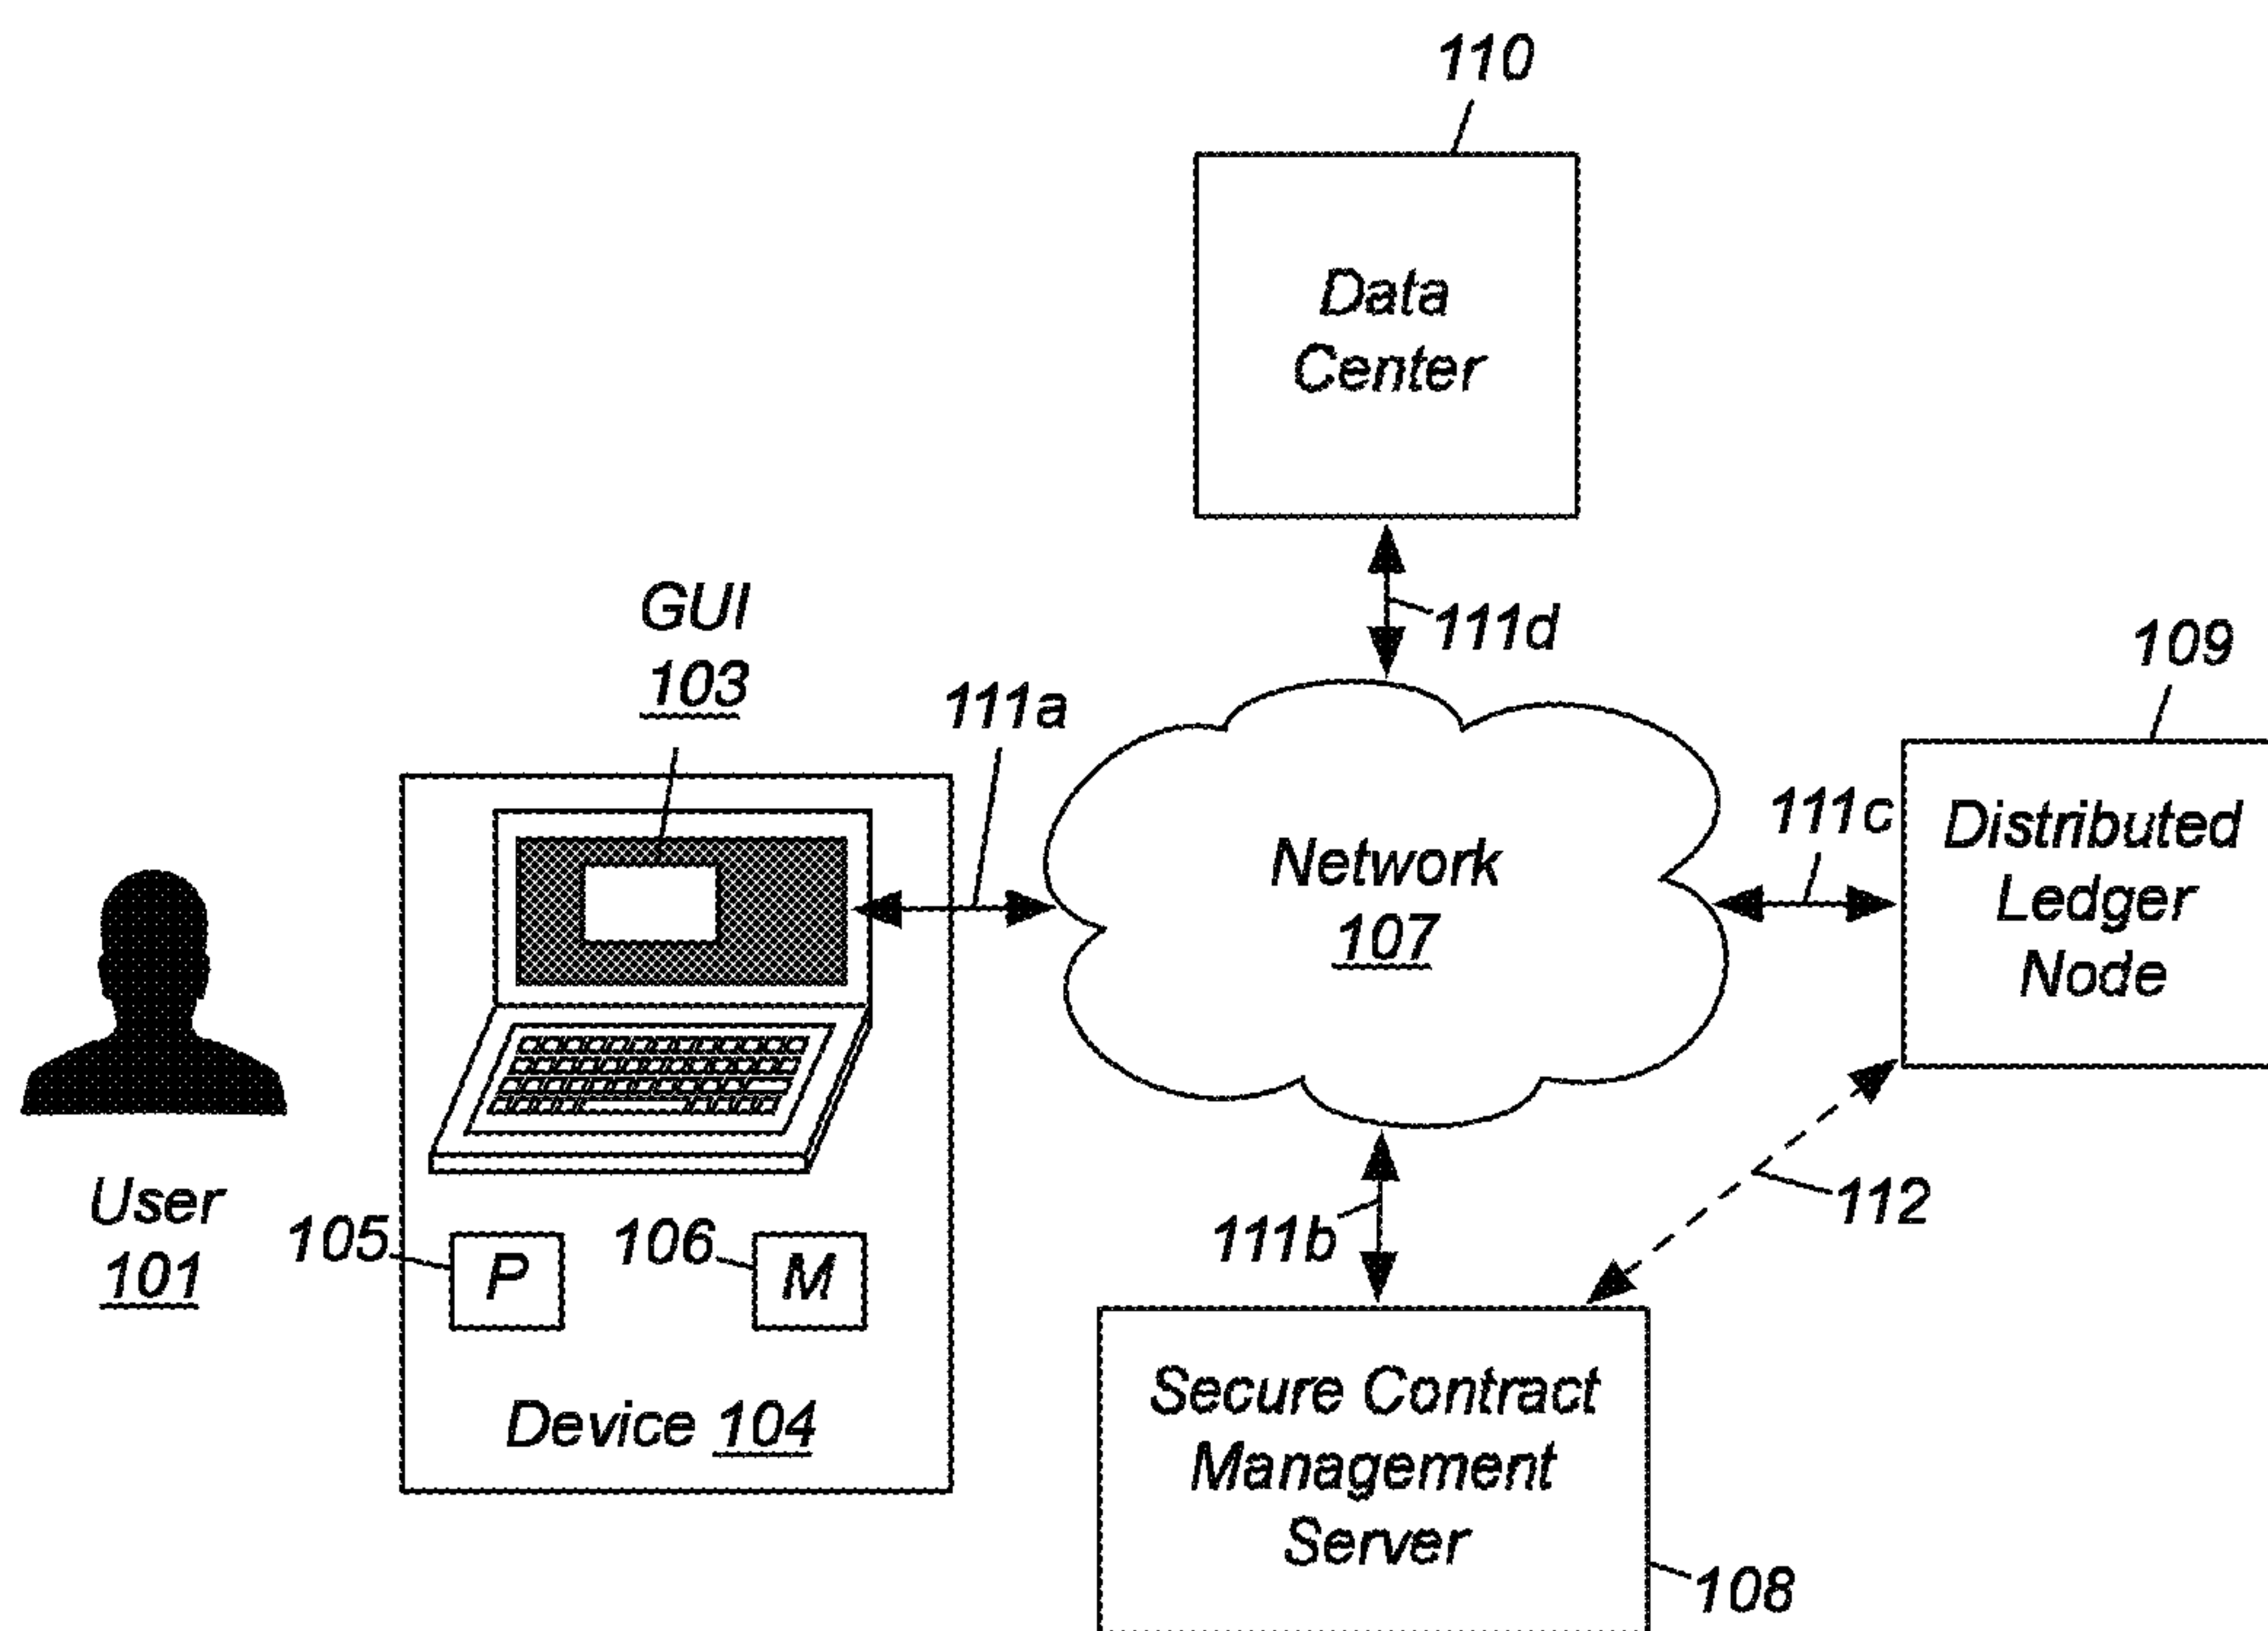 110
Data
Center
111d
GUI
103
111a
109
Network
107
111c
Distributed
Ledger
Node
User
101
105
P
106
M
Device 104
111b
112
Secure Contract
Management
Server
108